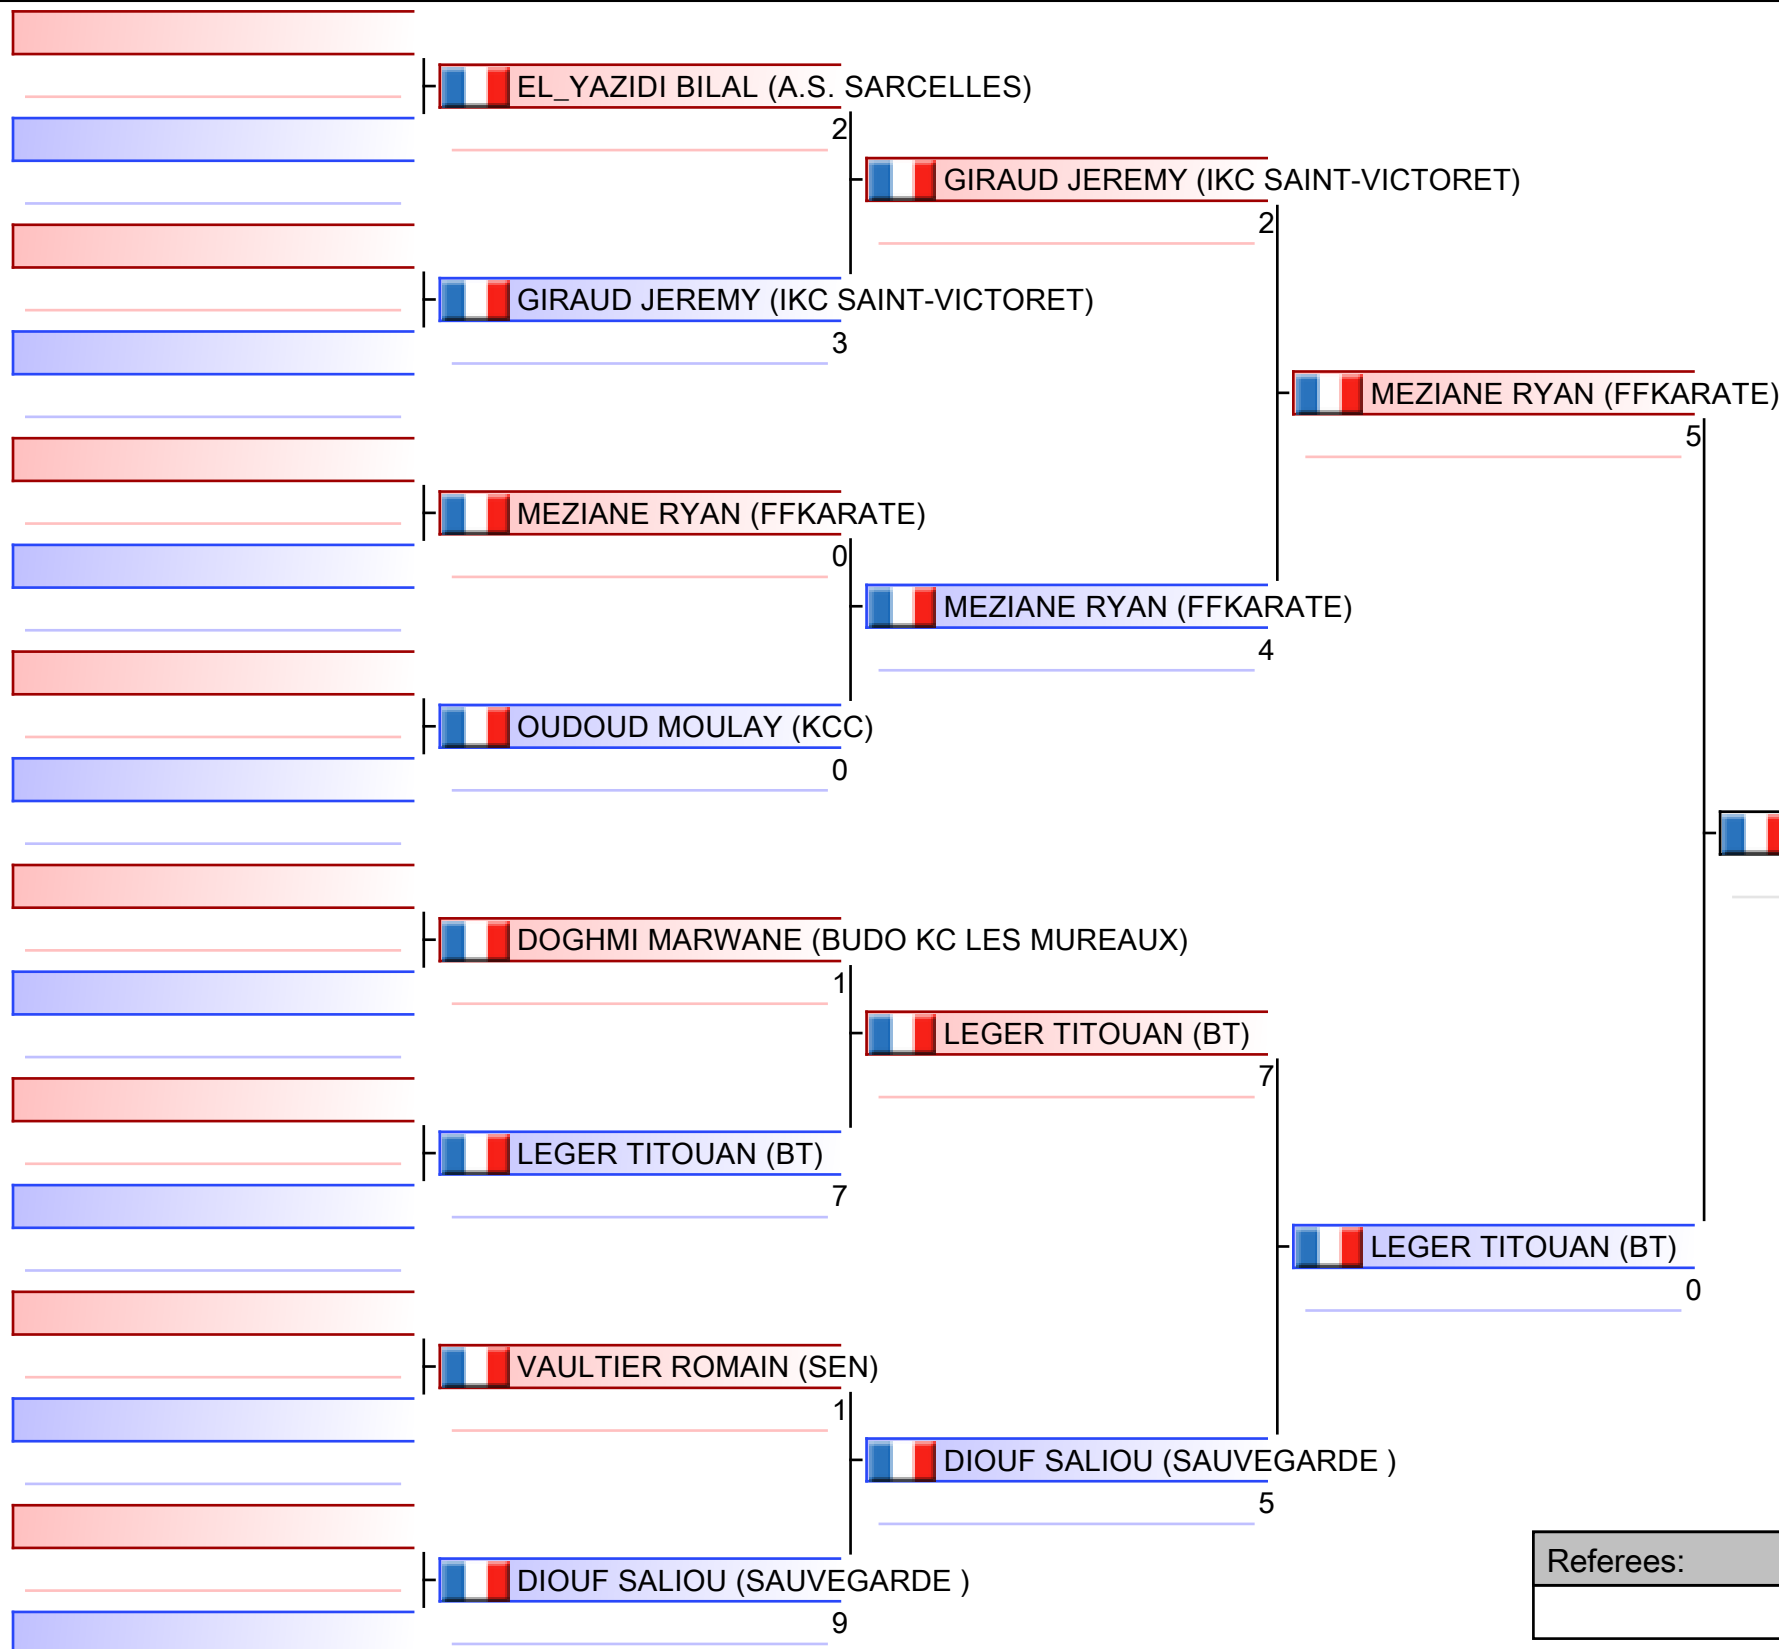 EL_YAZIDI BILAL (A.S. SARCELLES)
2
GIRAUD JEREMY (IKC SAINT-VICTORET)
2
GIRAUD JEREMY (IKC SAINT-VICTORET)
3
MEZIANE RYAN (FFKARATE)
5
MEZIANE RYAN (FFKARATE)
0
MEZIANE RYAN (FFKARATE)
4
OUDOUD MOULAY (KCC)
0
DOGHMI MARWANE (BUDO KC LES MUREAUX)
1
LEGER TITOUAN (BT)
7
LEGER TITOUAN (BT)
7
LEGER TITOUAN (BT)
0
VAULTIER ROMAIN (SEN)
1
DIOUF SALIOU (SAUVEGARDE )
5
DIOUF SALIOU (SAUVEGARDE )
9
Referees: